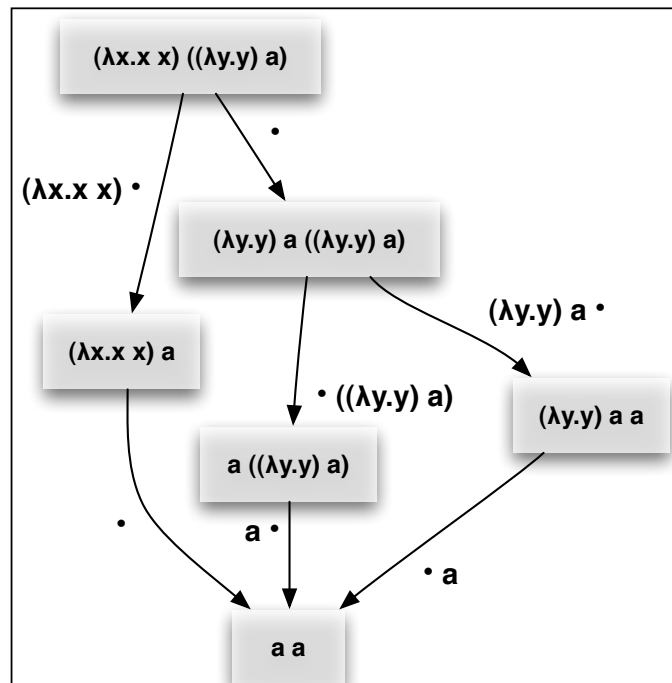 (λx.x x) ((λy.y) a)
•
(λx.x x) •
(λy.y) a ((λy.y) a)
(λy.y) a •
(λx.x x) a
• ((λy.y) a)
(λy.y) a a
a ((λy.y) a)
•
a •
• a
a a